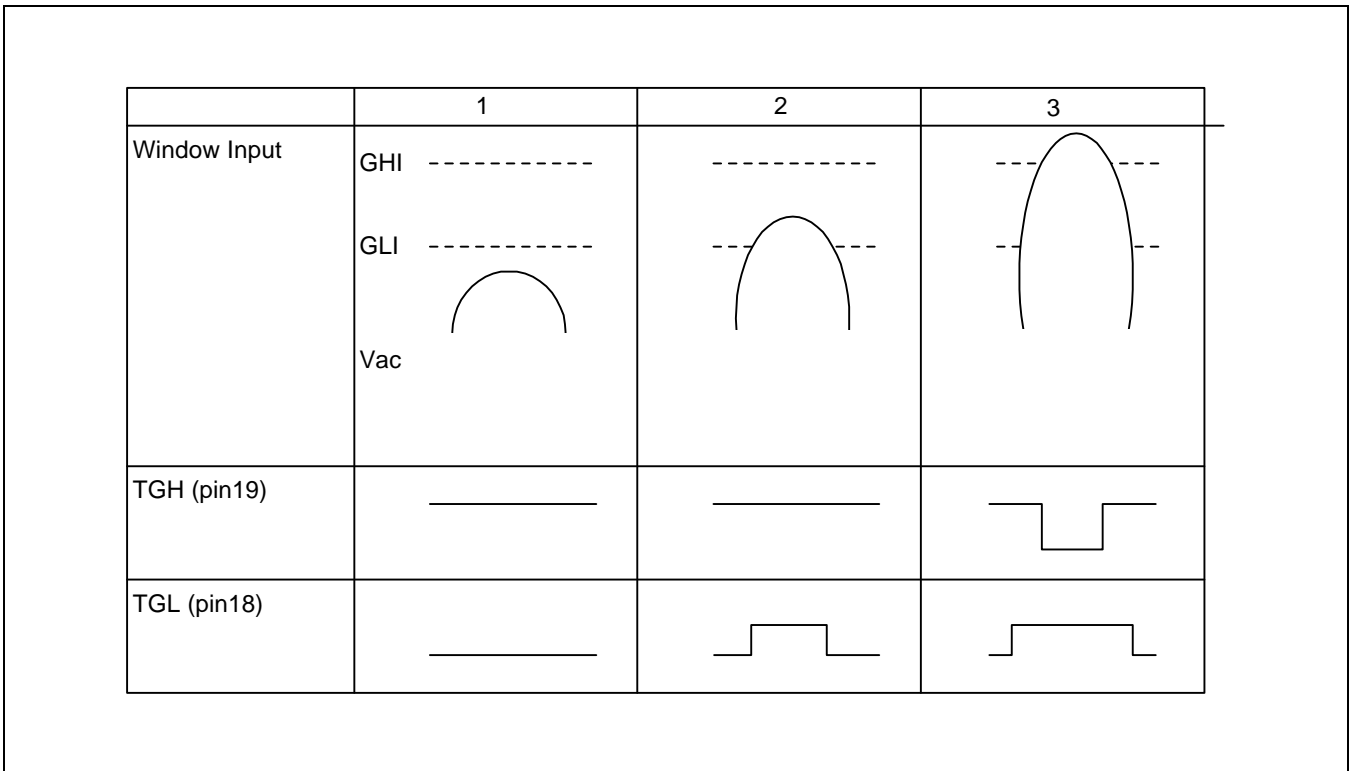 1 2 3
Window Input
GHI
GLI
Vac
TGH (pin19)
TGL (pin18)